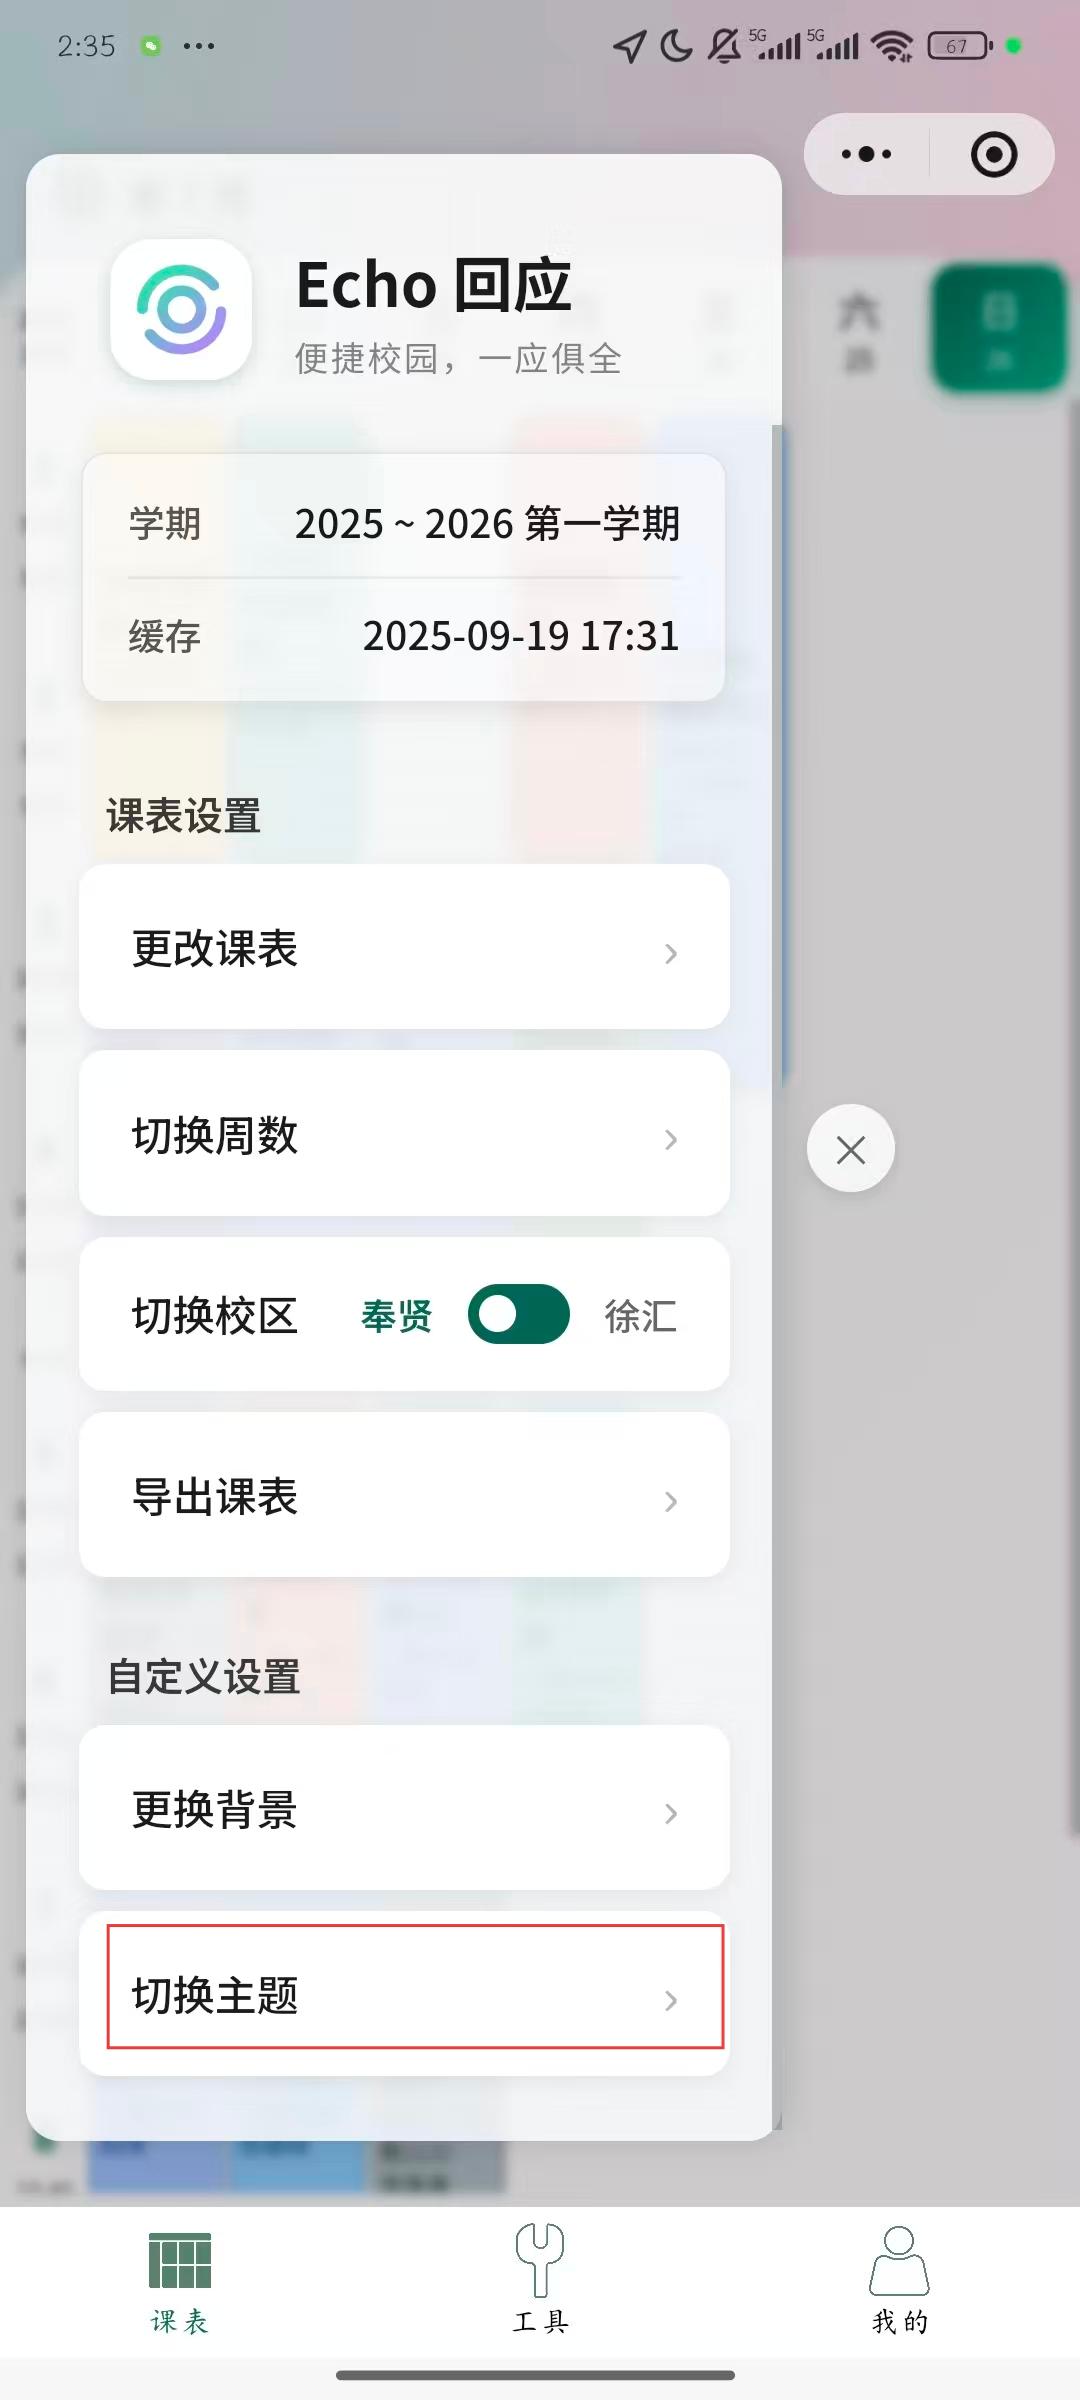 2:35
5G
5G
67
Echo 回应
便捷校园，一应俱全
六
日
学期
2025 ~ 2026 第一学期
缓存
2025-09-19 17:31
课表设置
更改课表
切换周数
切换校区
奉贤
徐汇
导出课表
自定义设置
更换背景
切换主题
课表
工具
我的